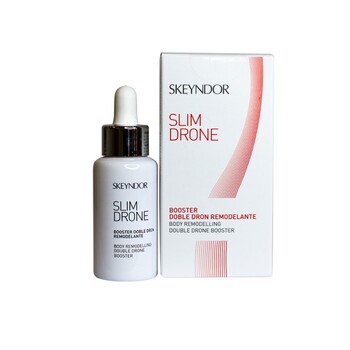 SKEYNDOR
SLIM
DRONE
BOOSTER DOBLE DRON
REMODELANTE
BODY REMODELLING
DOUBLE DRONE
BOOSTER
SKEYNDOR
SLIM
DRONE
BOOSTER
DOBLE DRON REMODELANTE
BODY REMODELLING
DOUBLE DRONE BOOSTER